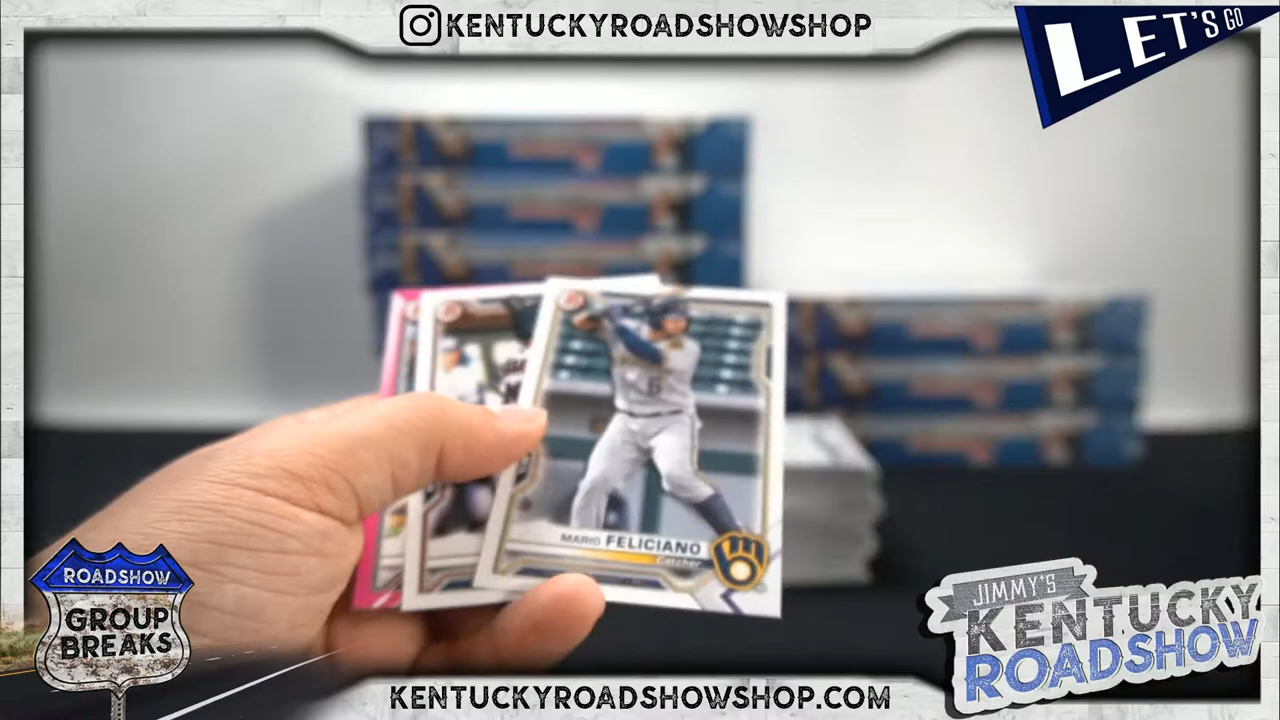 KENTUCKYROADSHOWSHOP
LET'S GO
MARIO FELICIANO
Catcher
ROADSHOW
GROUP
BREAKS
JIMMY'S
KENTUCKY
ROADSHOW
KENTUCKYROADSHOWSHOP.COM